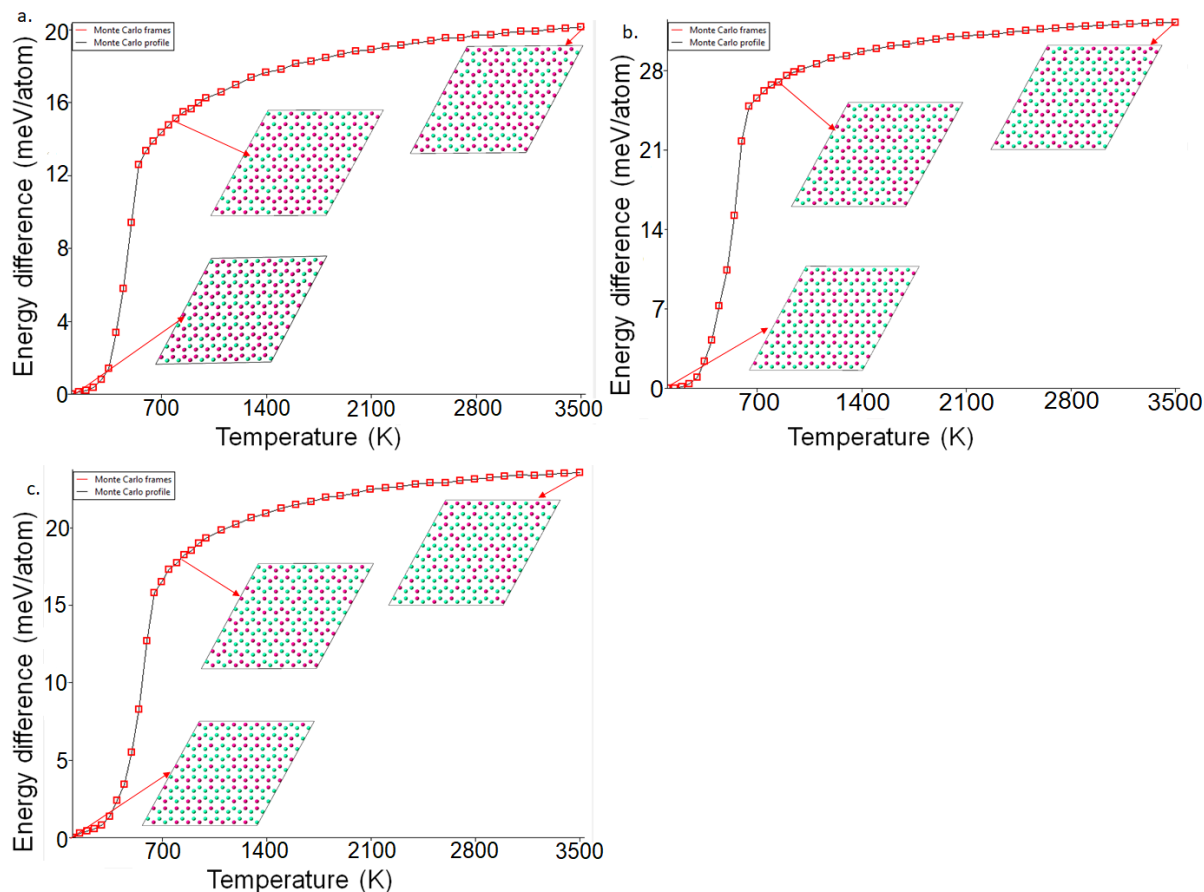 a.
Monte Carlo frames
Monte Carlo profile
Energy difference (meV/atom)
20
16
12
8
4
0
700 1400 2100 2800 3500
Temperature (K)
b.
Monte Carlo frames
Monte Carlo profile
Energy difference (meV/atom)
28
21
14
7
0
700 1400 2100 2800 3500
Temperature (K)
c.
Monte Carlo frames
Monte Carlo profile
Energy difference (meV/atom)
20
15
10
5
0
700 1400 2100 2800 3500
Temperature (K)